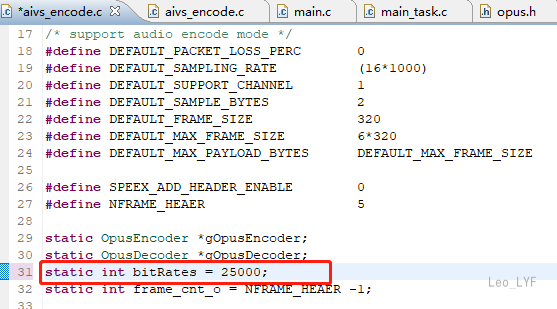 *aivs_encode.c aivs_encode.c main.c main_task.c opus.h
17 /* support audio encode mode */
18 #define DEFAULT_PACKET_LOSS_PERC 0
19 #define DEFAULT_SAMPLING_RATE (16*1000)
20 #define DEFAULT_SUPPORT_CHANNEL 1
21 #define DEFAULT_SAMPLE_BYTES 2
22 #define DEFAULT_FRAME_SIZE 320
23 #define DEFAULT_MAX_FRAME_SIZE 6*320
24 #define DEFAULT_MAX_PAYLOAD_BYTES DEFAULT_MAX_FRAME_SIZE
25
26 #define SPEEX_ADD_HEADER_ENABLE 0
27 #define NFRAME_HEAER 5
28
29 static OpusEncoder *gOpusEncoder;
30 static OpusDecoder *gOpusDecoder;
31 static int bitRates = 25000;
32 static int frame_cnt_o = NFRAME_HEAER -1;
33
Leo_LYF